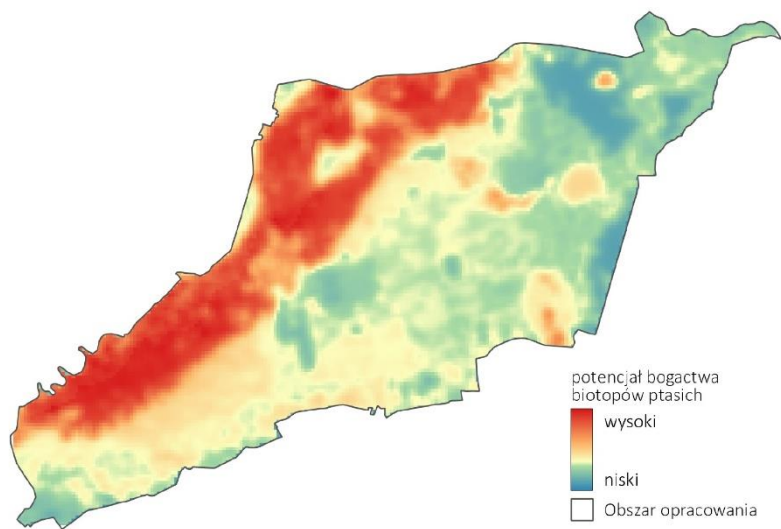 potencjał bogactwa
biotopów ptasich
wysoki
niski
Obszar opracowania